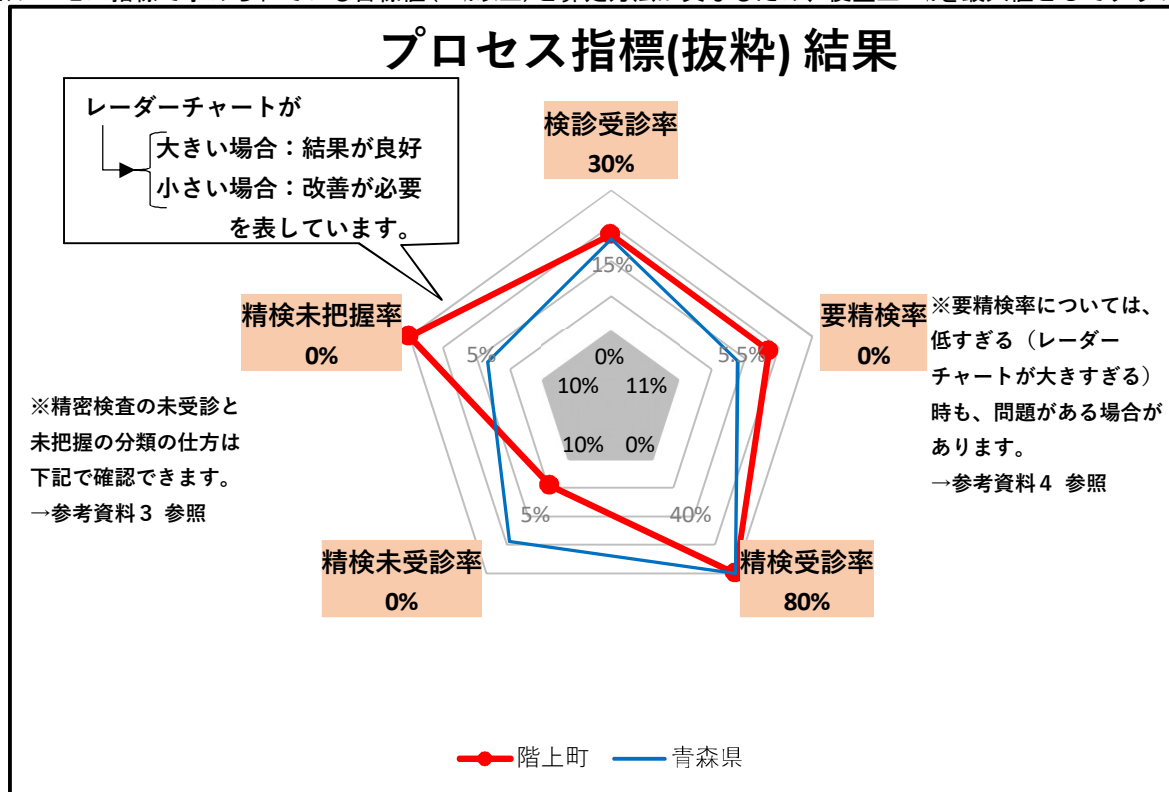 プロセス指標(抜粋) 結果
レーダーチャートが
大きい場合：結果が良好
小さい場合：改善が必要
を表しています。
検診受診率
30%
15%
精検未把握率
0%
5%
要精検率
0%
5.5%
※要精検率については、
低すぎる（レーダー
チャートが大きすぎる）
時も、問題がある場合が
あります。
→参考資料４ 参照
0%
10%
11%
10%
0%
※精密検査の未受診と
未把握の分類の仕方は
下記で確認できます。
→参考資料３ 参照
5%
40%
精検未受診率
0%
精検受診率
80%
階上町
青森県